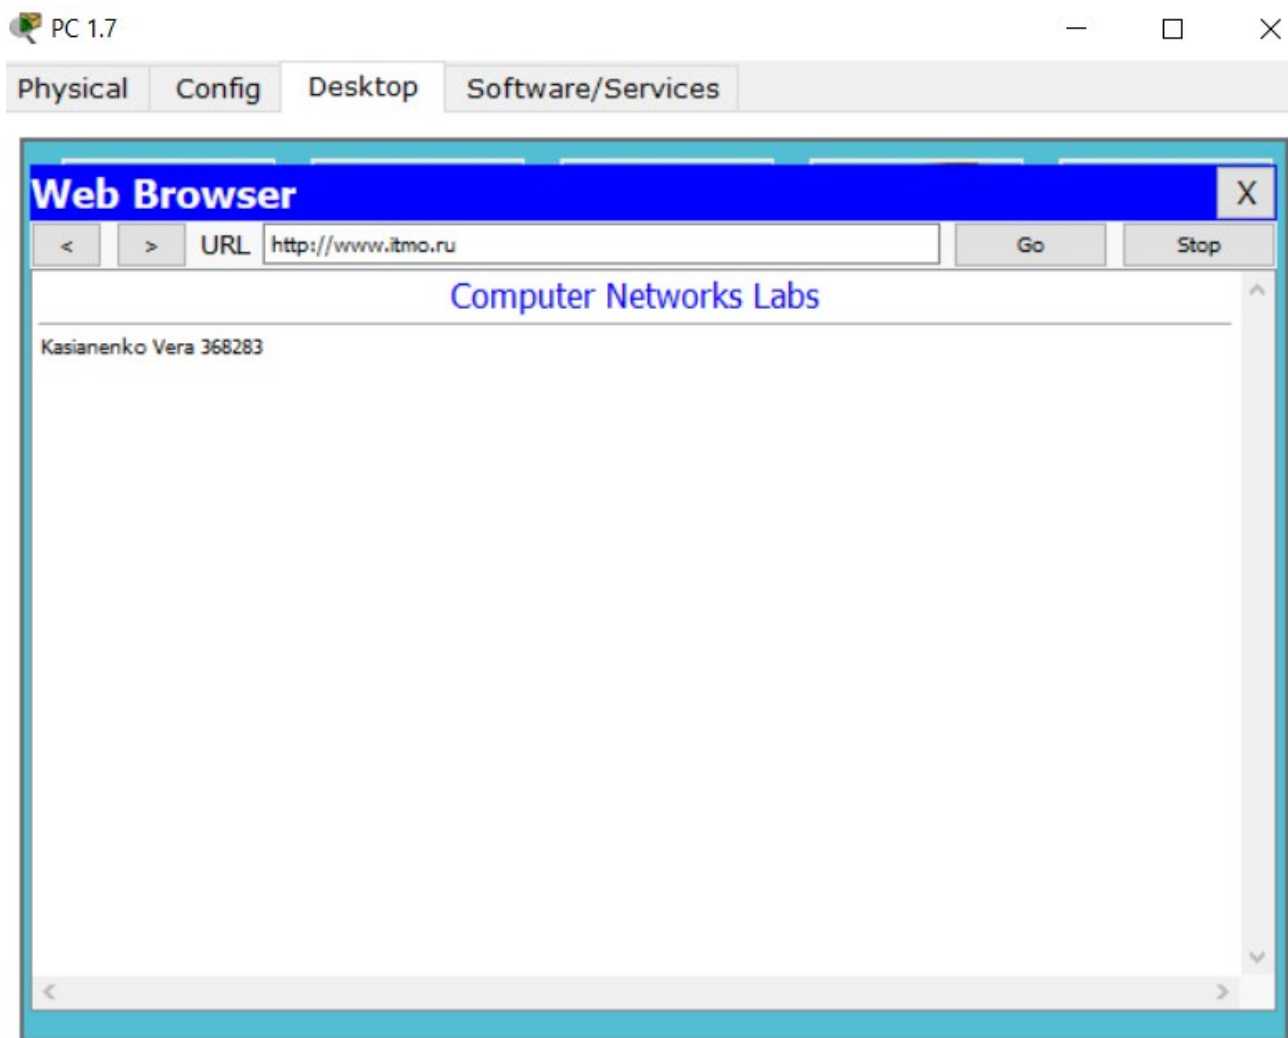 PC 1.7
Physical Config Desktop Software/Services
Web Browser X
< > URL http://www.itmo.ru Go Stop
Computer Networks Labs
Kasianenko Vera 368283